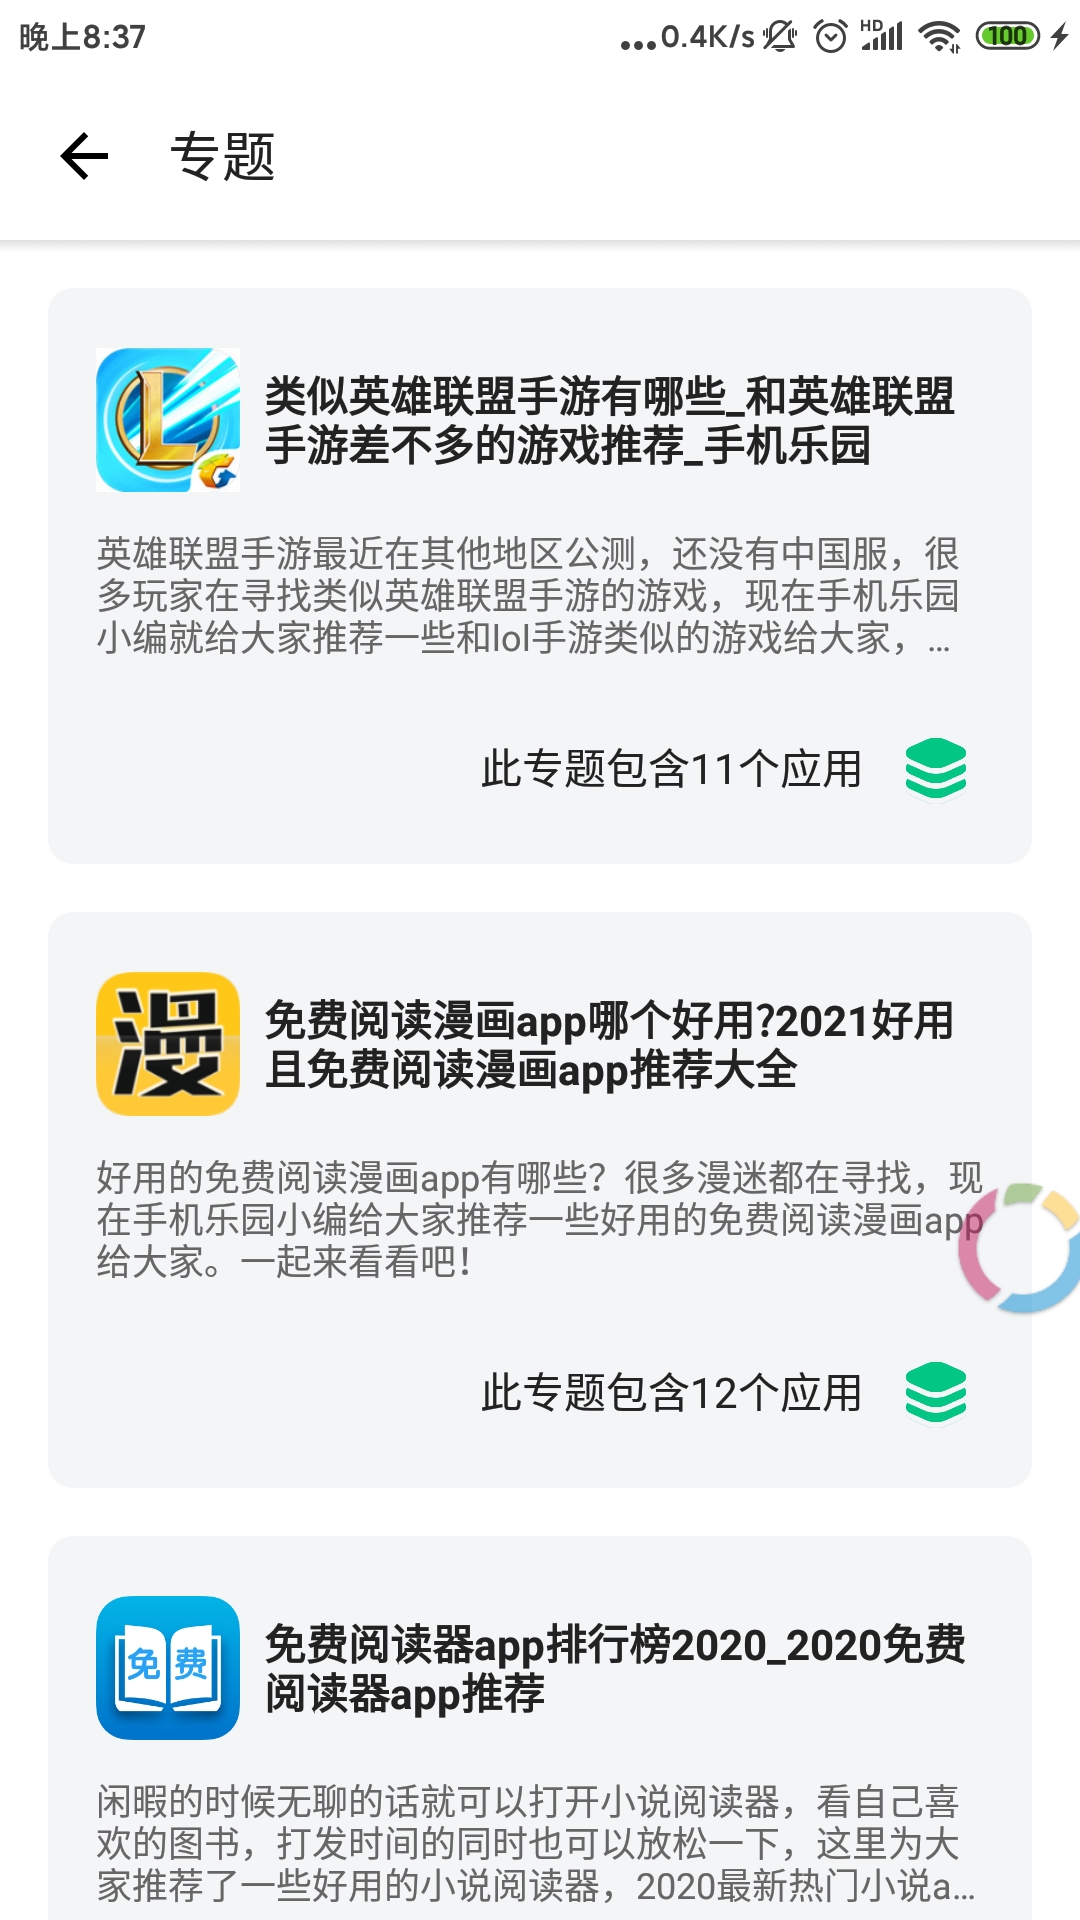 晚上8:37
...0.4K/s HD 100
专题
类似英雄联盟手游有哪些_和英雄联盟
手游差不多的游戏推荐_手机乐园
英雄联盟手游最近在其他地区公测，还没有中国服，很
多玩家在寻找类似英雄联盟手游的游戏，现在手机乐园
小编就给大家推荐一些和lol手游类似的游戏给大家，...
此专题包含11个应用
漫
免费阅读漫画app哪个好用?2021好用
且免费阅读漫画app推荐大全
好用的免费阅读漫画app有哪些？很多漫迷都在寻找，现
在手机乐园小编给大家推荐一些好用的免费阅读漫画app
给大家。一起来看看吧！
此专题包含12个应用
免费
免费阅读器app排行榜2020_2020免费
阅读器app推荐
闲暇的时候无聊的话就可以打开小说阅读器，看自己喜
欢的图书，打发时间的同时也可以放松一下，这里为大
家推荐了一些好用的小说阅读器，2020最新热门小说a...